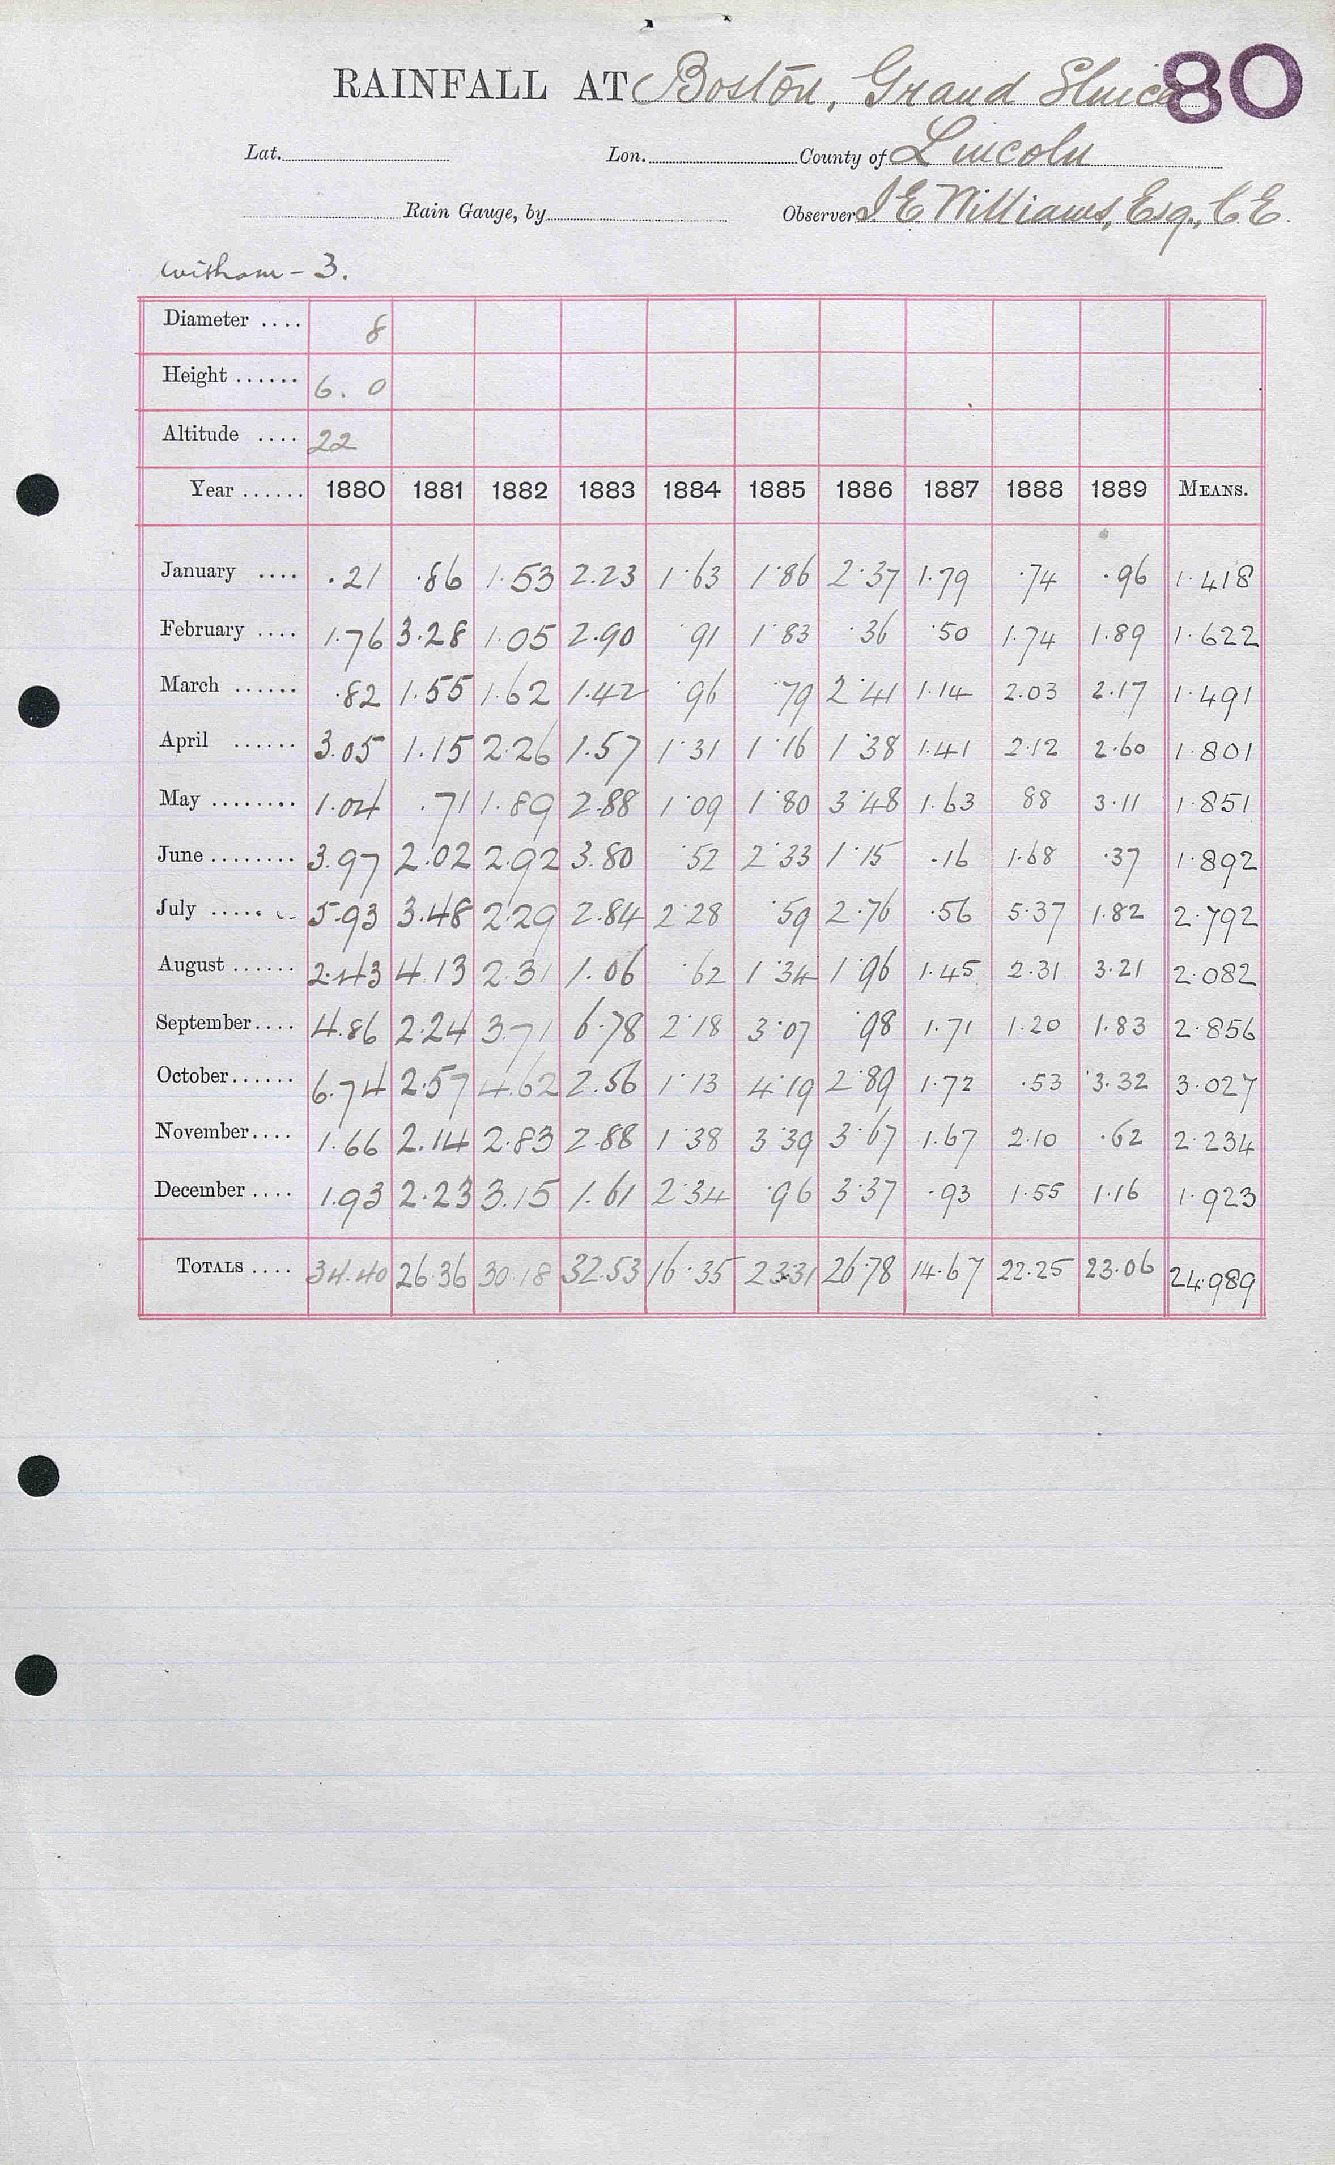 80
RAINFALL AT Boston, Grand Sluice
Lat. Lon. County of Lincoln
Rain Gauge, by Observer J E Williams, Esq., C.E.
Witham - 3.
Diameter .... 8
Height ...... 6. 0
Altitude .... 22
Year ...... 1880 1881 1882 1883 1884 1885 1886 1887 1888 1889 MEANS.
January .... .21 .86 1.53 2.23 1.63 1.86 2.37 1.79 .74 .96 1.418
February .... 1.76 3.28 1.05 2.90 .91 1.83 .36 .50 1.74 1.89 1.622
March ...... .82 1.55 1.62 1.42 .96 .79 2.41 1.14 2.03 2.17 1.491
April ...... 3.05 1.15 2.26 1.57 1.31 1.16 1.38 1.41 2.12 2.60 1.801
May ........ 1.04 .71 1.89 2.88 1.09 1.80 3.48 1.63 88 3.11 1.851
June ........ 3.97 2.02 2.92 3.80 .52 2.33 1.15 .16 1.68 .37 1.892
July ...... 5.93 3.48 2.29 2.84 2.28 .59 2.76 .56 5.37 1.82 2.792
August ...... 2.43 4.13 2.31 1.06 .62 1.34 1.96 1.45 2.31 3.21 2.082
September .... 4.86 2.24 3.71 6.78 2.18 3.07 .98 1.71 1.20 1.83 2.856
October ...... 6.74 2.57 4.62 2.56 1.13 4.19 2.89 1.72 .53 3.32 3.027
November .... 1.66 2.14 2.83 2.88 1.38 3.39 3.67 1.67 2.10 .62 2.234
December .... 1.93 2.23 3.15 1.61 2.34 .96 3.37 .93 1.55 1.16 1.923
TOTALS .... 34.40 26.36 30.18 32.53 16.35 23.31 26.78 14.67 22.25 23.06 24.989